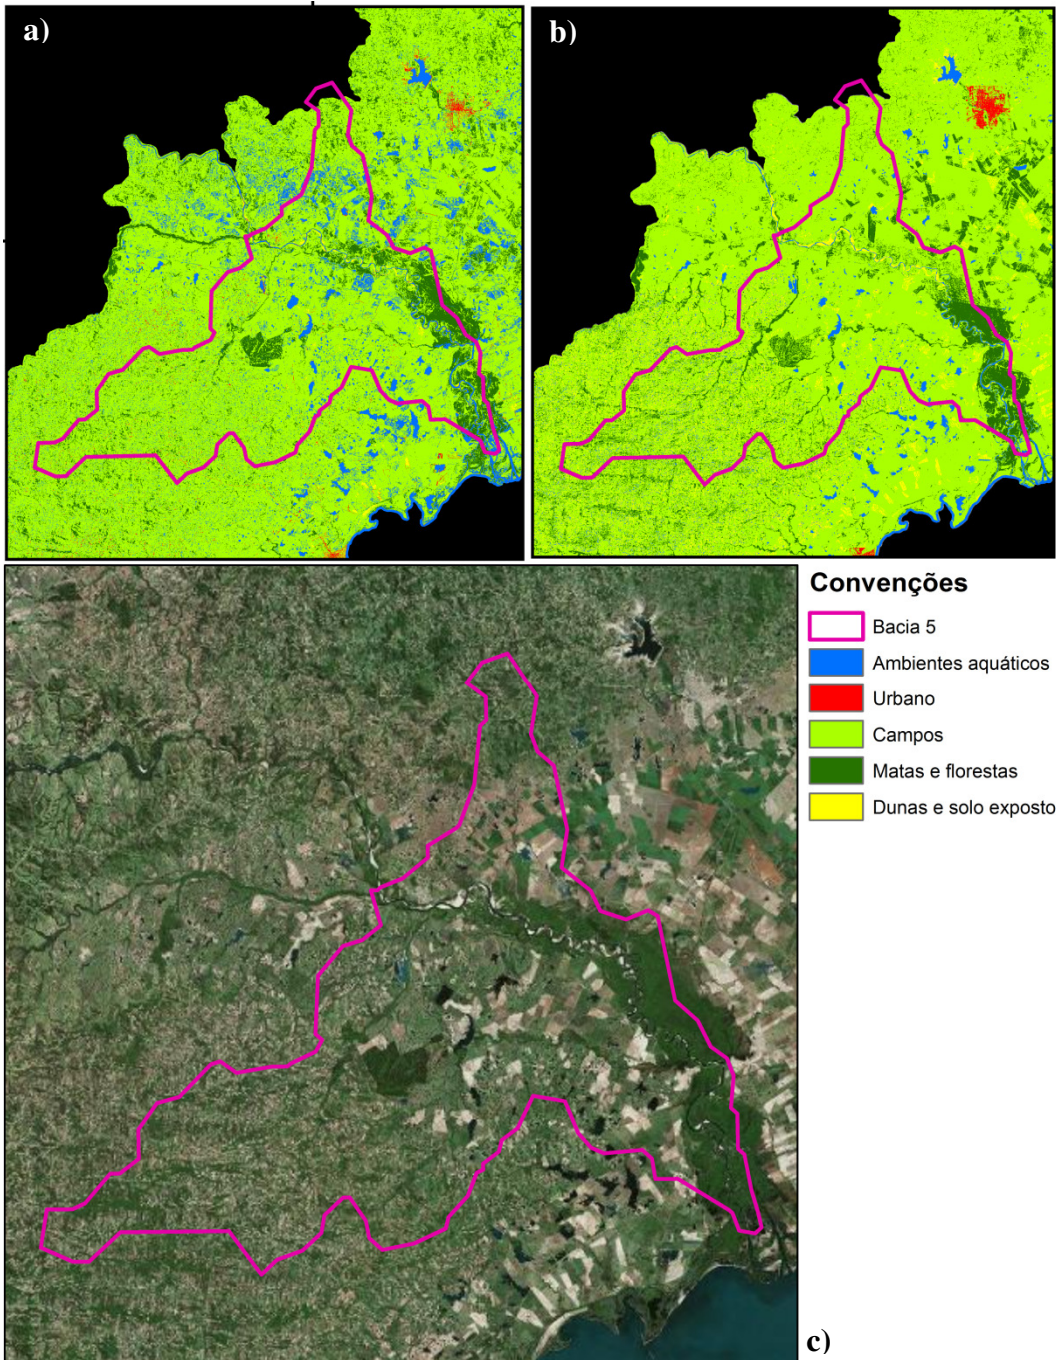 a)
b)
Convenções
Bacia 5
Ambientes aquáticos
Urbano
Campos
Matas e florestas
Dunas e solo exposto
c)